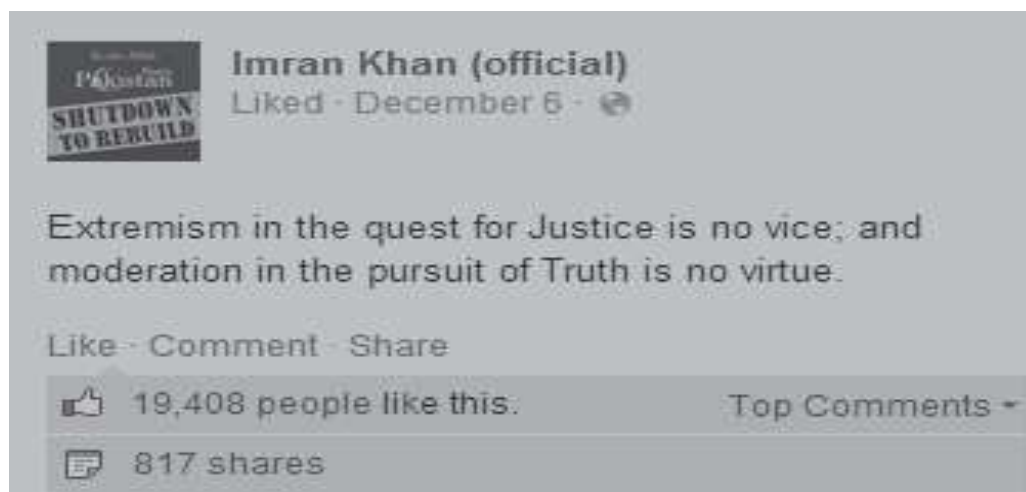 Pakistan
SHUTDOWN
TO REBUILD
Imran Khan (official)
Liked · December 6 ·
Extremism in the quest for Justice is no vice; and
moderation in the pursuit of Truth is no virtue.
Like · Comment · Share
19,408 people like this.
Top Comments
817 shares